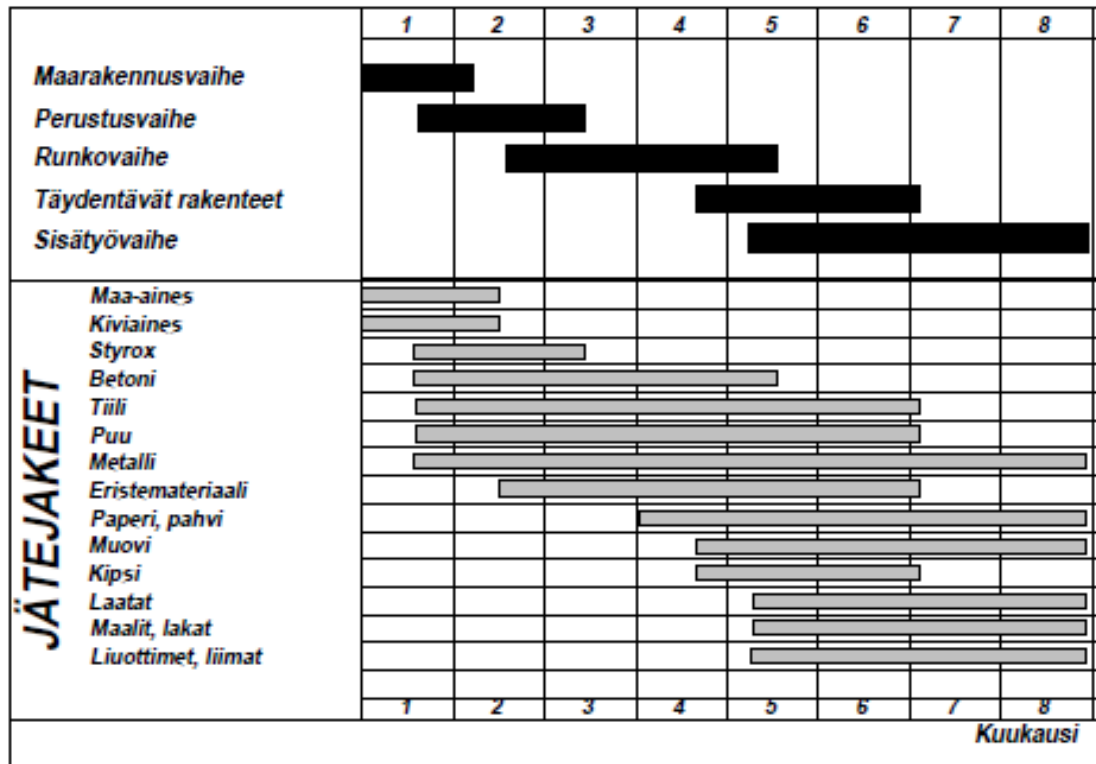 1 2 3 4 5 6 7 8
Maarakennusvaihe
Perustusvaihe
Runkovaihe
Täydentävät rakenteet
Sisätyövaihe
JÄTEJAKEET
Maa-aines
Kiviaines
Styrox
Betoni
Tiili
Puu
Metalli
Eristemateriaali
Paperi, pahvi
Muovi
Kipsi
Laatat
Maalit, lakat
Liuottimet, liimat
1 2 3 4 5 6 7 8
Kuukausi